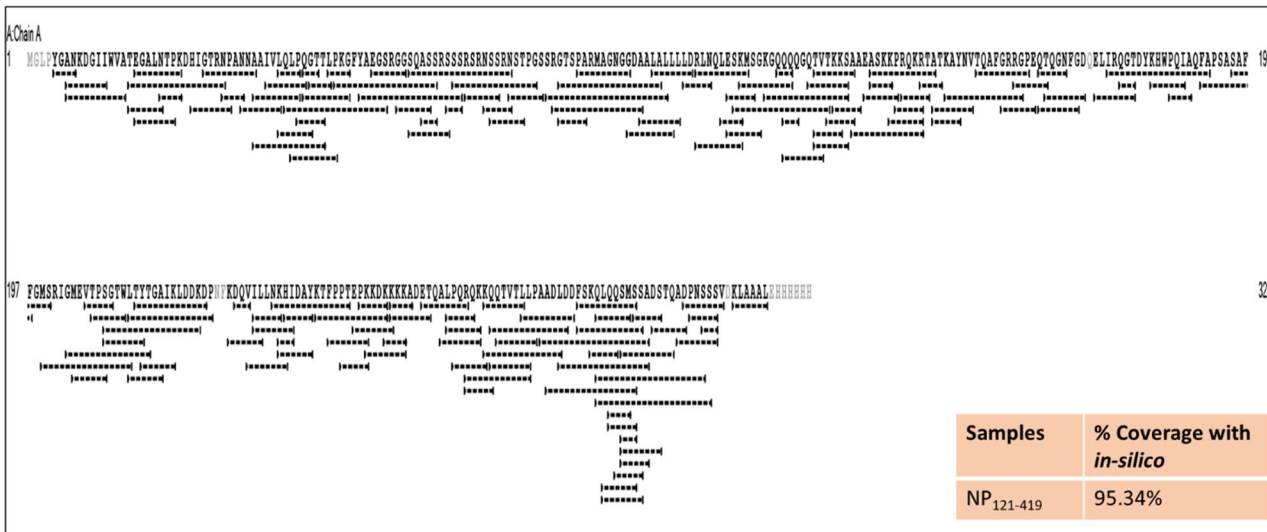 A:Chain A
1 MGLPYGANKDGIIWVATEGALNTPKDHIGTRNPANNAAIVLQLPQGTTLPKGFYAEGSRGGSQASSRSSSRSRNSSRNSTPGSSRGTSPARMAGNGGDAALALLLLDRLNQLESKMSGKGQQQQGQTVTKKSAAEASKKPRQKRTATKAYNVTQAFGRRGPEQTQGNFGDQELIRQGTDYKHWPQIAQFAPSASAF 19
197 FGMSRIGMEVTPSGTWLTYTGAIKLDDKDPNFKDQVILLNKHIDAYKTFPPTEPKKDKKKKADETQALPQRQKKQQTVTLLPAADLDDFSKQLQQSMSSADSTQADPNSSSVDKLAAALEHHHHHH 32
Samples % Coverage with
in-silico
NP121-419 95.34%